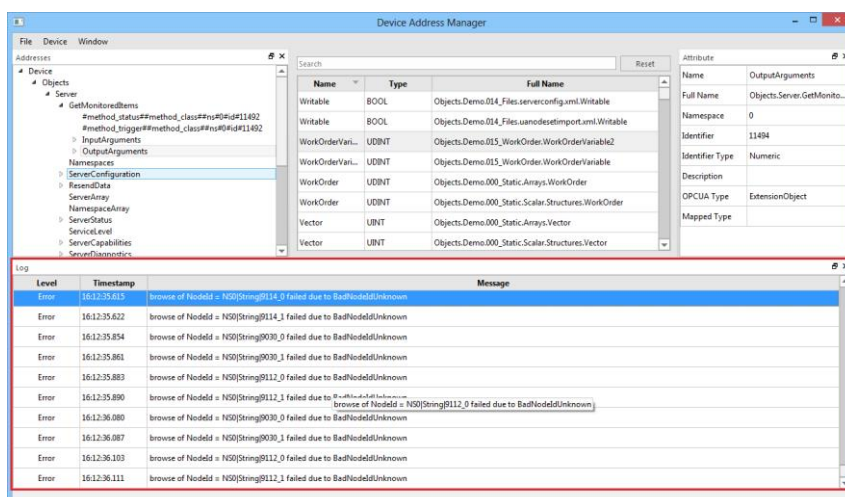 Device Address Manager
File Device Window
Addresses
Device
Objects
Server
GetMonitoredItems
#method_status##method_class##ns#0#id#11492
#method_trigger##method_class##ns#0#id#11492
InputArguments
OutputArguments
Namespaces
ServerConfiguration
ResendData
ServerArray
NamespaceArray
ServerStatus
ServiceLevel
ServerCapabilities
ServerDiagnostics
Search Reset
Name Type Full Name
Writable BOOL Objects.Demo.014_Files.serverconfig.xml.Writable
Writable BOOL Objects.Demo.014_Files.uanodesetimport.xml.Writable
WorkOrderVari... UDINT Objects.Demo.015_WorkOrder.WorkOrderVariable2
WorkOrderVari... UDINT Objects.Demo.015_WorkOrder.WorkOrderVariable
WorkOrder UDINT Objects.Demo.000_Static.Arrays.WorkOrder
WorkOrder UDINT Objects.Demo.000_Static.Scalar.Structures.WorkOrder
Vector UINT Objects.Demo.000_Static.Arrays.Vector
Vector UINT Objects.Demo.000_Static.Scalar.Structures.Vector
Attribute
Name OutputArguments
Full Name Objects.Server.GetMonito...
Namespace 0
Identifier 11494
Identifier Type Numeric
Description
OPCUA Type ExtensionObject
Mapped Type
Log
Level Timestamp Message
Error 16:12:35.615 browse of NodeId = NS0|String|9114_0 failed due to BadNodeIdUnknown
Error 16:12:35.622 browse of NodeId = NS0|String|9114_1 failed due to BadNodeIdUnknown
Error 16:12:35.854 browse of NodeId = NS0|String|9030_0 failed due to BadNodeIdUnknown
Error 16:12:35.861 browse of NodeId = NS0|String|9030_1 failed due to BadNodeIdUnknown
Error 16:12:35.883 browse of NodeId = NS0|String|9112_0 failed due to BadNodeIdUnknown
Error 16:12:35.890 browse of NodeId = NS0|String|9112_1 failed due to BadNodeIdUnknown
browse of NodeId = NS0|String|9112_0 failed due to BadNodeIdUnknown
Error 16:12:36.080 browse of NodeId = NS0|String|9030_0 failed due to BadNodeIdUnknown
Error 16:12:36.087 browse of NodeId = NS0|String|9030_1 failed due to BadNodeIdUnknown
Error 16:12:36.103 browse of NodeId = NS0|String|9112_0 failed due to BadNodeIdUnknown
Error 16:12:36.111 browse of NodeId = NS0|String|9112_1 failed due to BadNodeIdUnknown